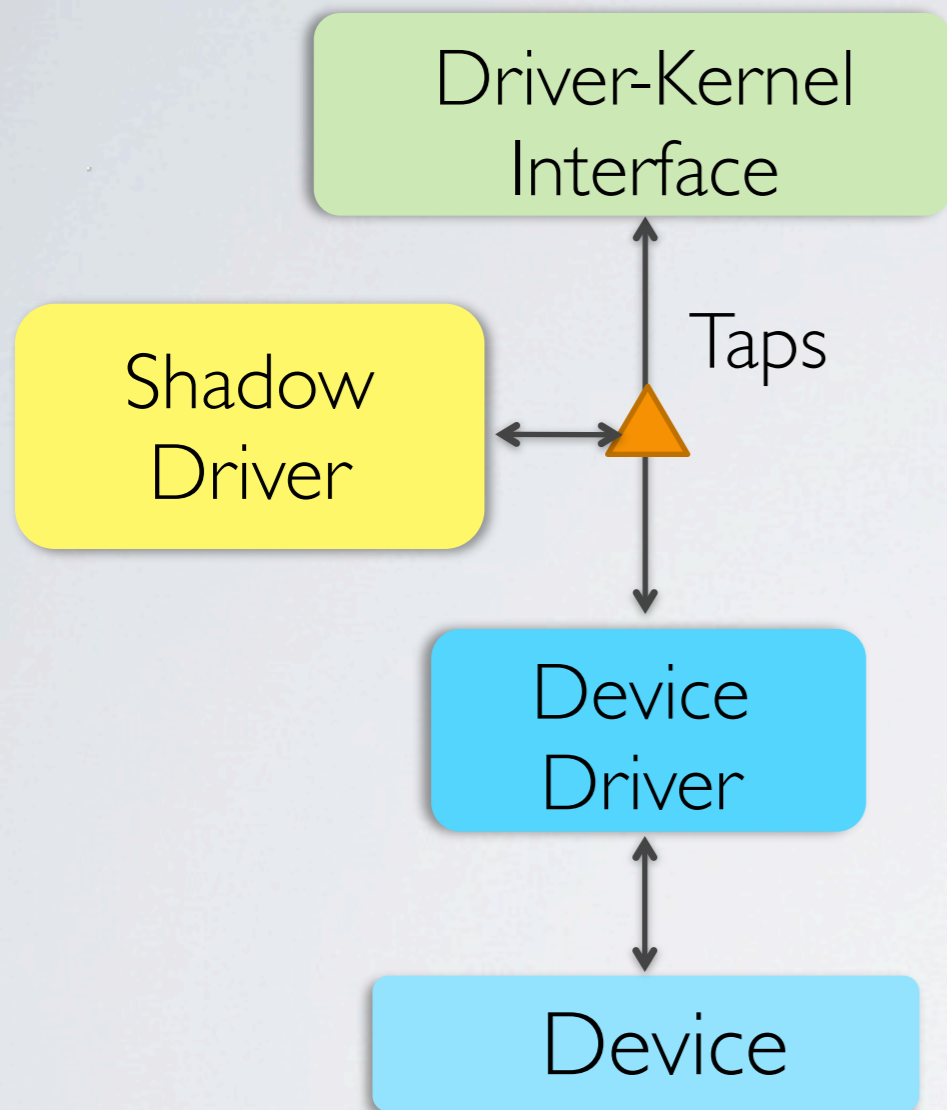 Driver-Kernel
Interface
Taps
Shadow
Driver
Device
Driver
Device